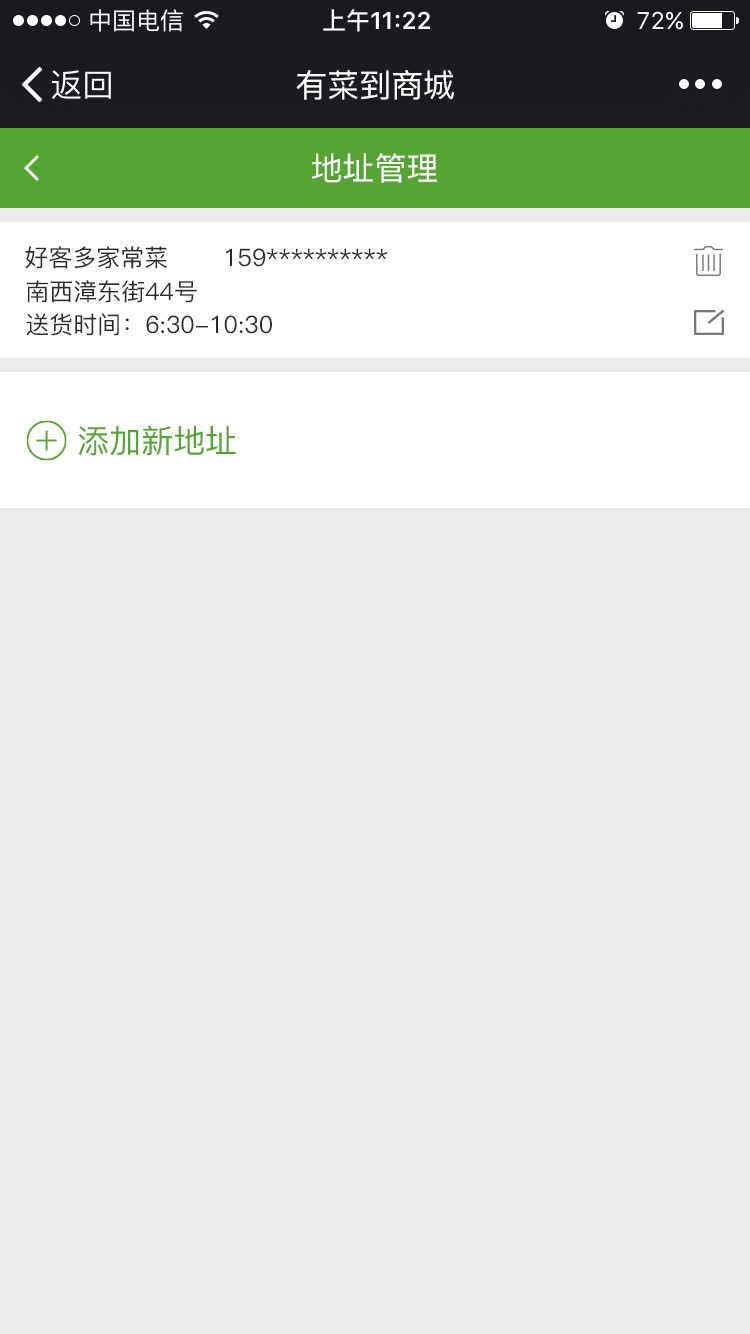 中国电信 上午11:22 72%
返回 有菜到商城
地址管理
好客多家常菜 159**********
南西漳东街44号
送货时间：6:30–10:30
添加新地址